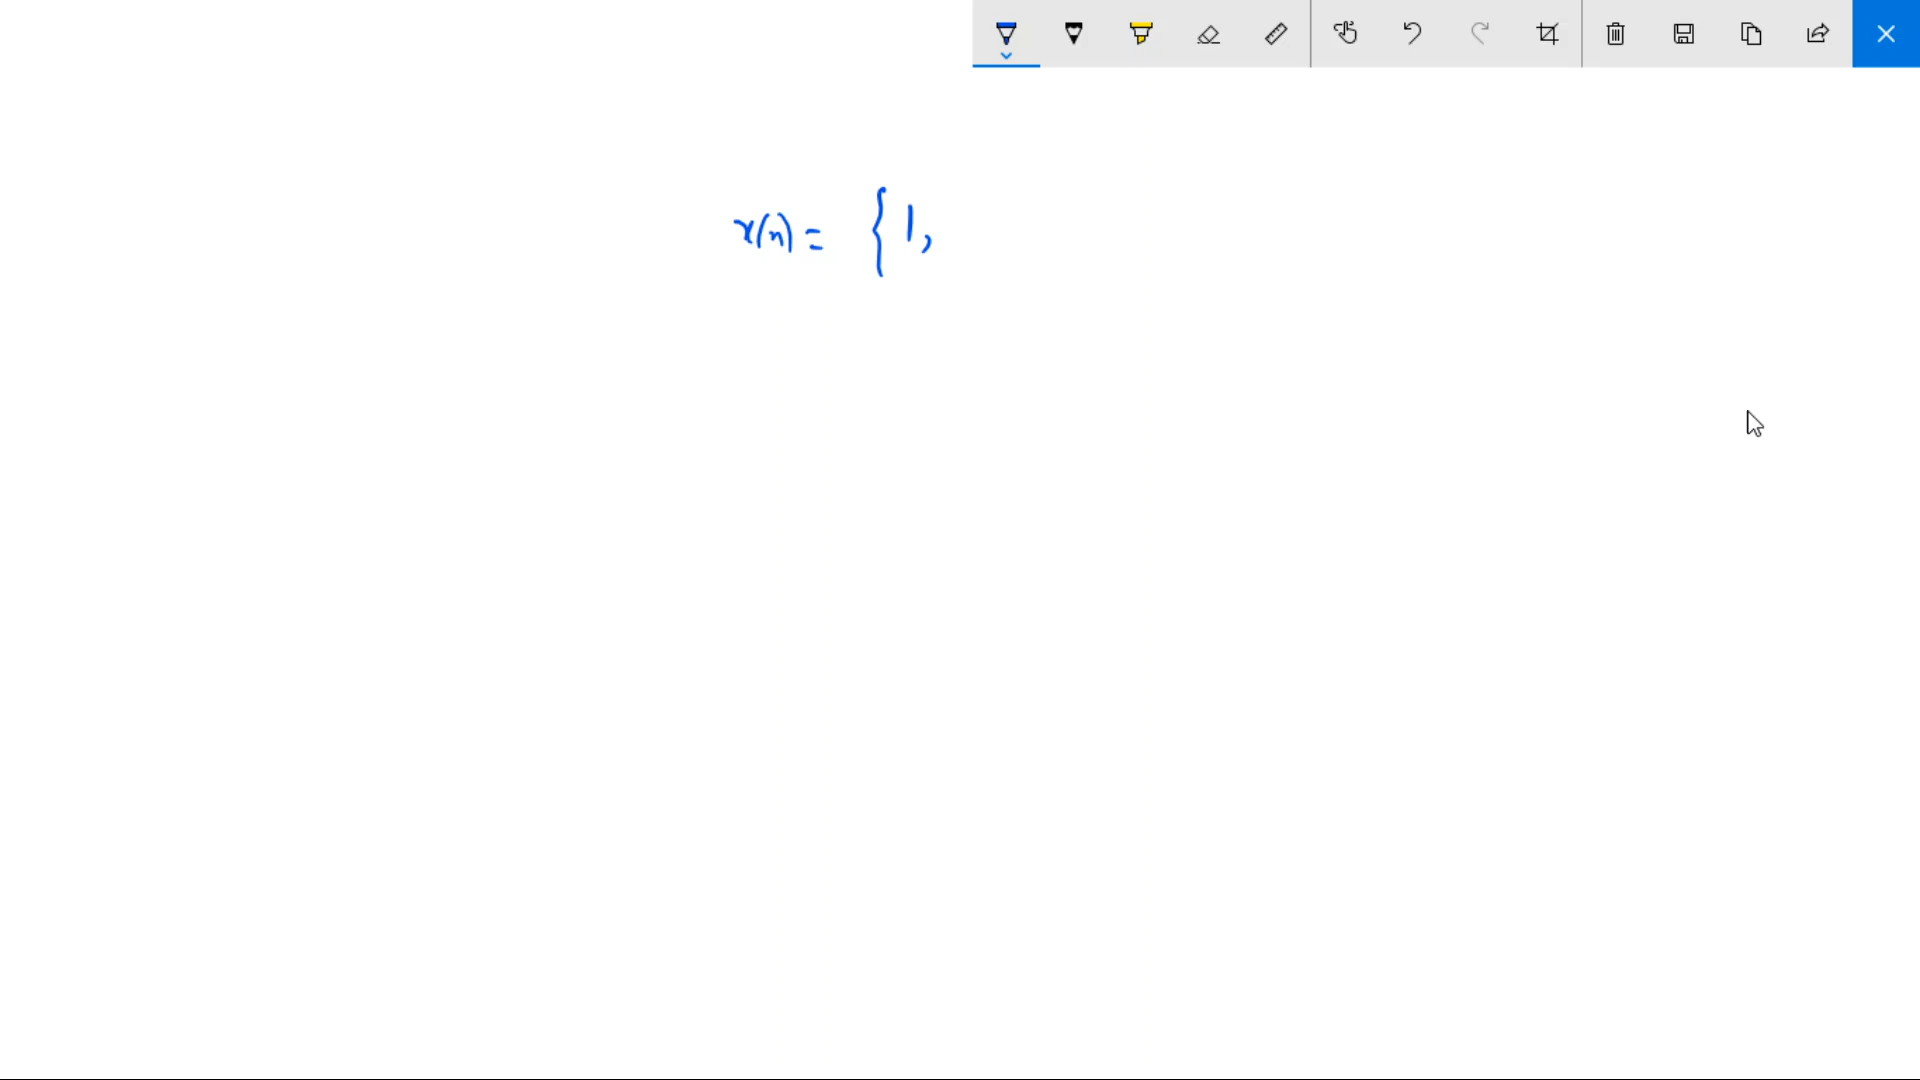 x(n) = { 1,